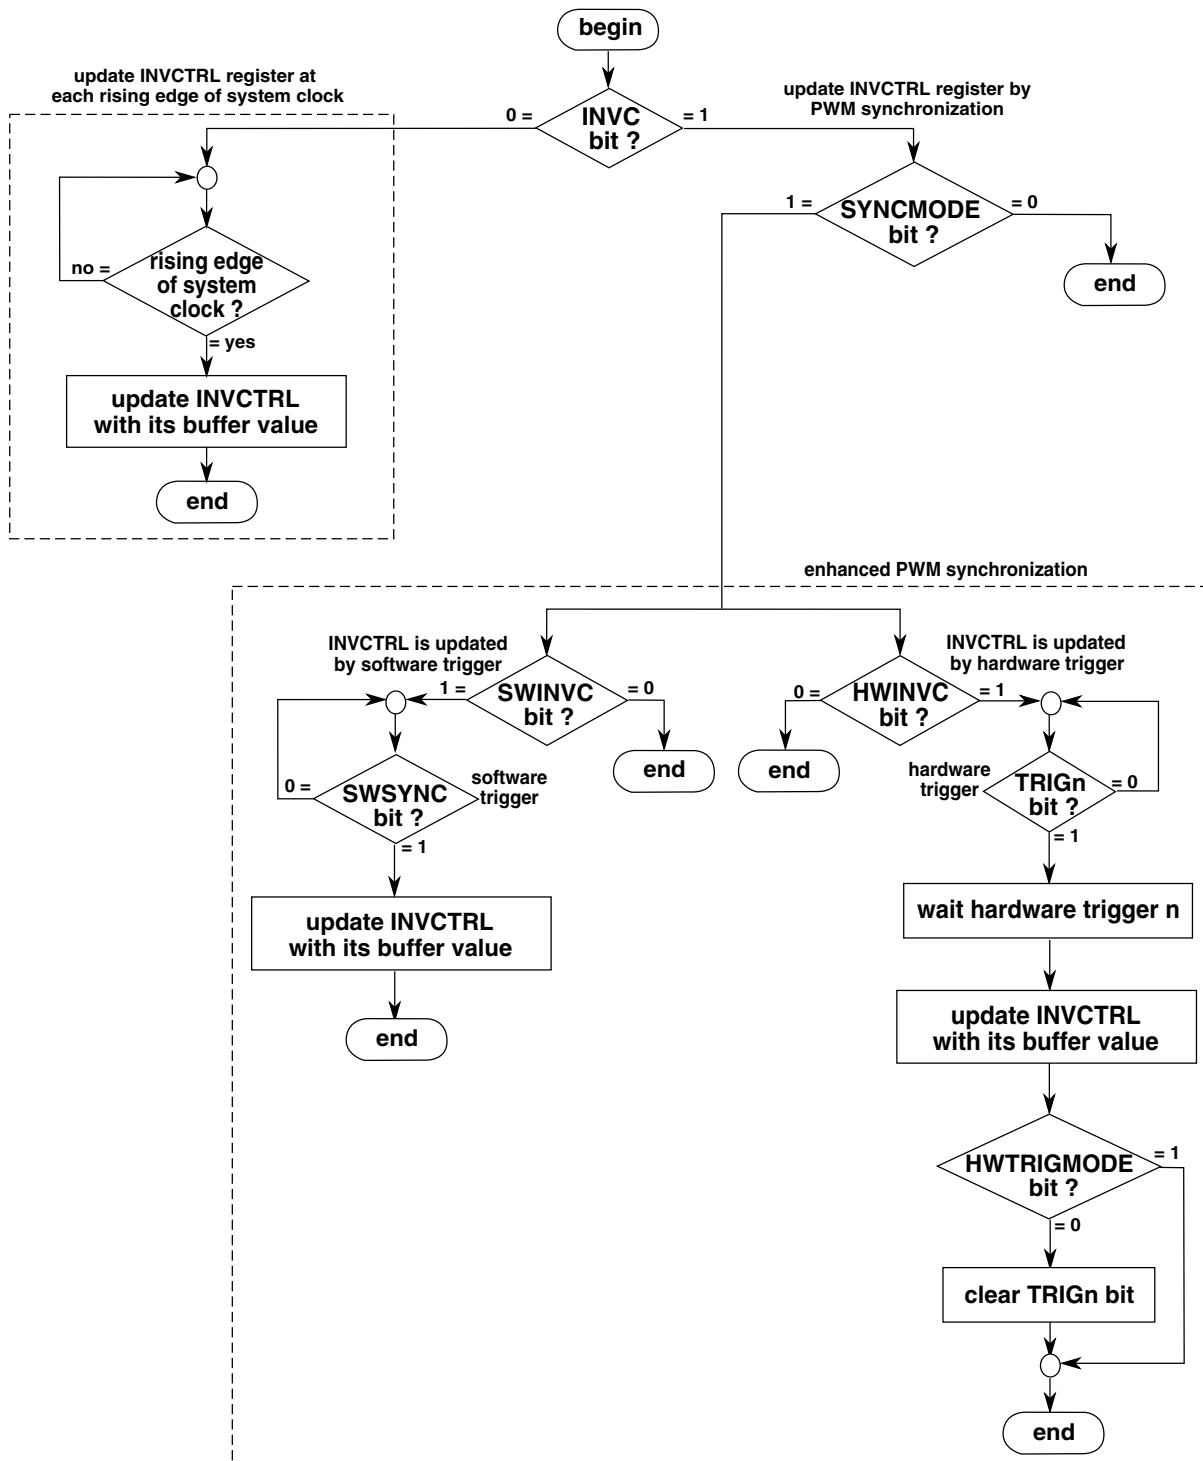 begin
update INVCTRL register at
each rising edge of system clock
update INVCTRL register by
PWM synchronization
0 =
INVC
bit ?
= 1
1 =
SYNCMODE
bit ?
= 0
end
no =
rising edge
of system
clock ?
= yes
update INVCTRL
with its buffer value
end
enhanced PWM synchronization
INVCTRL is updated
by software trigger
1 =
SWINVC
bit ?
= 0
end
0 =
SWSYNC
bit ?
software
trigger
= 1
update INVCTRL
with its buffer value
end
INVCTRL is updated
by hardware trigger
0 =
HWINVC
bit ?
= 1
end
hardware
trigger
TRIGn
bit ?
= 0
= 1
wait hardware trigger n
update INVCTRL
with its buffer value
HWTRIGMODE
bit ?
= 1
= 0
clear TRIGn bit
end